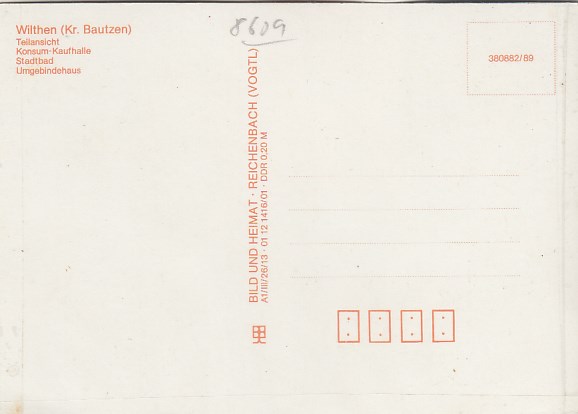 Wilthen (Kr. Bautzen)
Teilansicht
Konsum-Kaufhalle
Stadtbad
Umgebindehaus
8609
380882/89
BILD UND HEIMAT · REICHENBACH (VOGTL)
A1/III/26/13 · 01 12 1416/01 · DDR 0,20 M